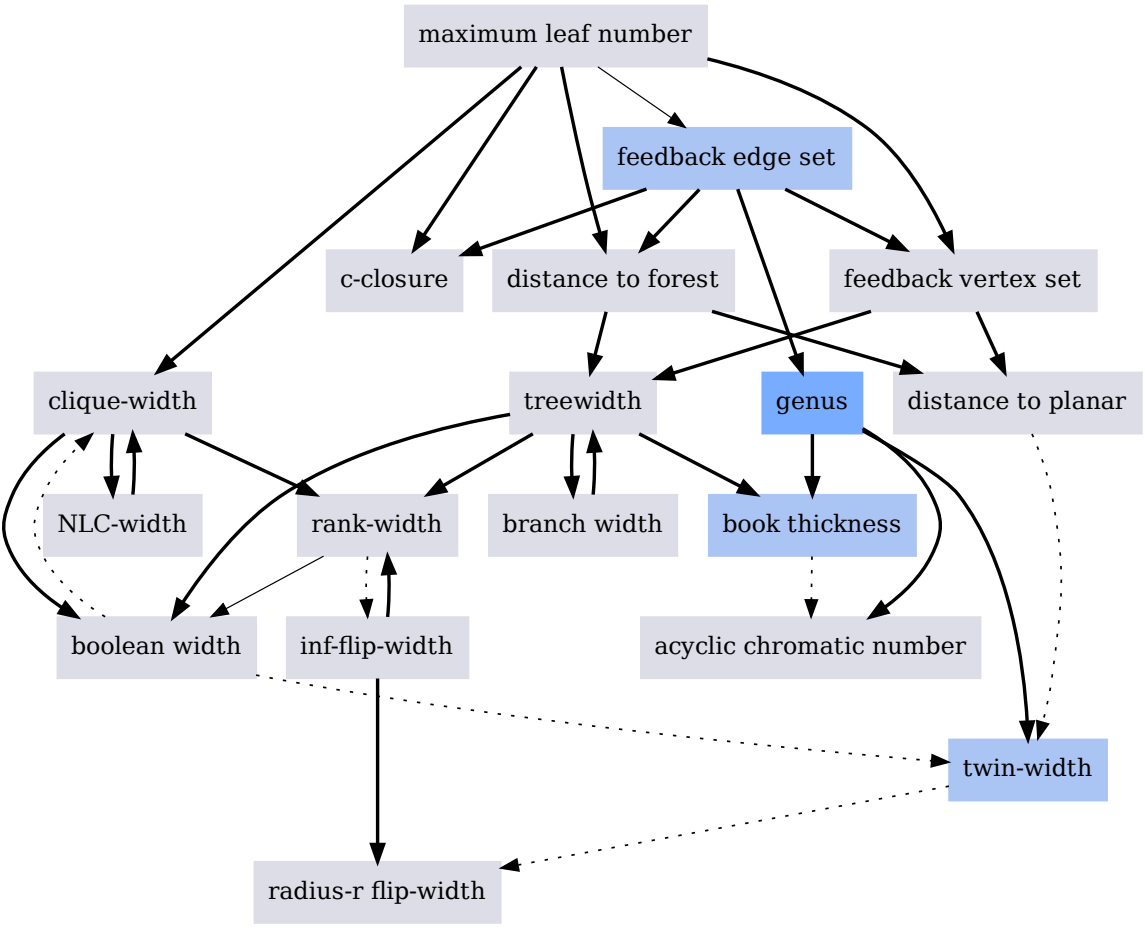 maximum leaf number
feedback edge set
c-closure
distance to forest
feedback vertex set
clique-width
treewidth
genus
distance to planar
NLC-width
rank-width
branch width
book thickness
boolean width
inf-flip-width
acyclic chromatic number
twin-width
radius-r flip-width